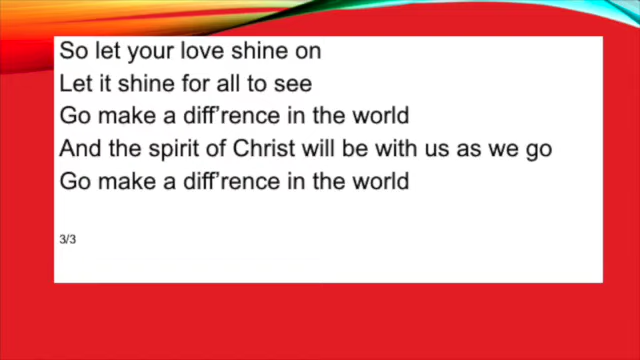 So let your love shine on
Let it shine for all to see
Go make a diff’rence in the world
And the spirit of Christ will be with us as we go
Go make a diff’rence in the world
3/3